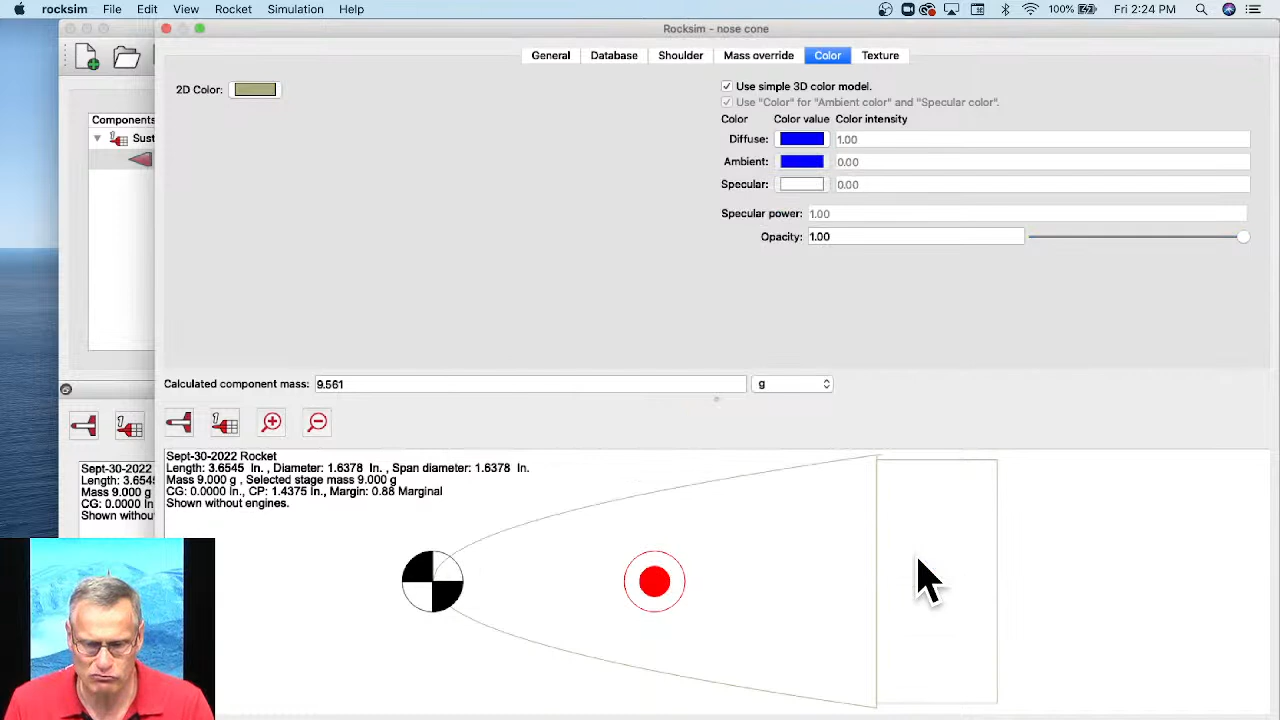 rocksim File Edit View Rocket Simulation Help 100% Fri 2:24 PM
Rocksim - nose cone
General Database Shoulder Mass override Color Texture
2D Color:
Use simple 3D color model.
Use "Color" for "Ambient color" and "Specular color".
Color Color value Color intensity
Diffuse: 1.00
Ambient: 0.00
Specular: 0.00
Specular power: 1.00
Opacity: 1.00
Components
Sust
Calculated component mass: 9.561 g
Sept-30-2022 Rocket
Length: 3.6545 In. , Diameter: 1.6378 In. , Span diameter: 1.6378 In.
Mass 9.000 g , Selected stage mass 9.000 g
CG: 0.0000 In., CP: 1.4375 In., Margin: 0.88 Marginal
Shown without engines.
Sept-30-2022
Length: 3.6545
Mass 9.000 g
CG: 0.0000 In
Shown withou